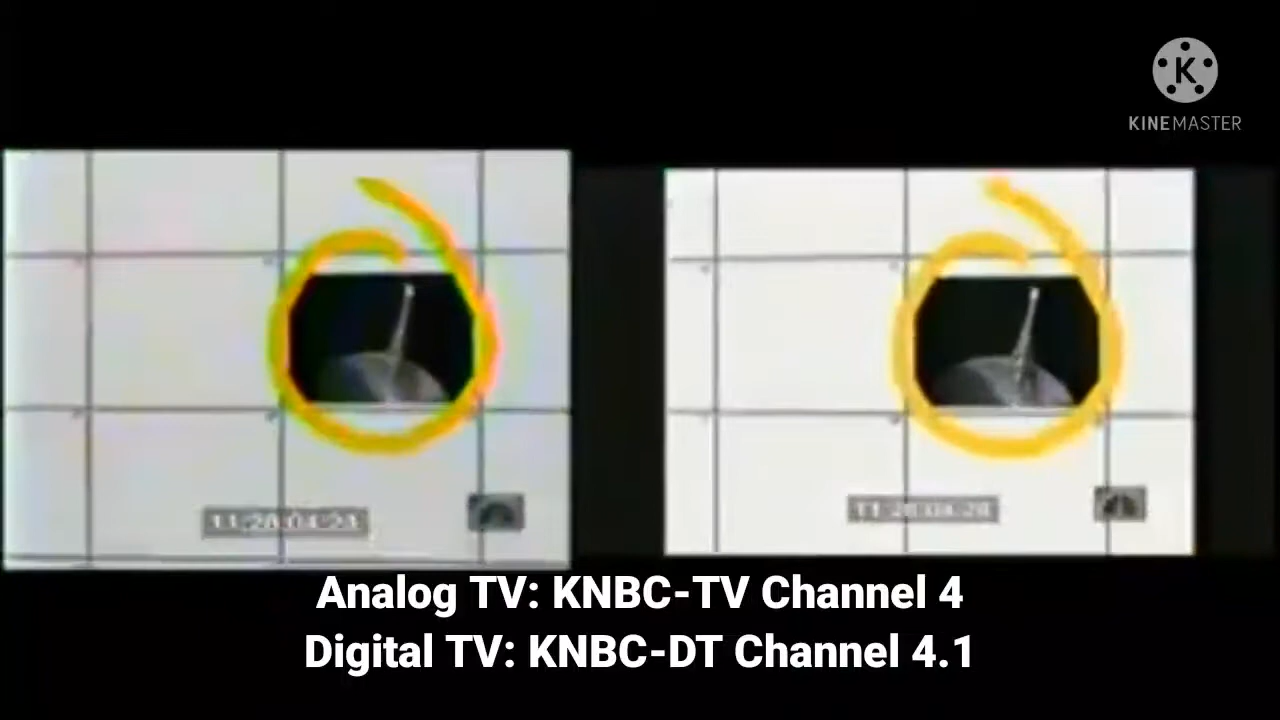 K
KINEMASTER
Analog TV: KNBC-TV Channel 4
Digital TV: KNBC-DT Channel 4.1